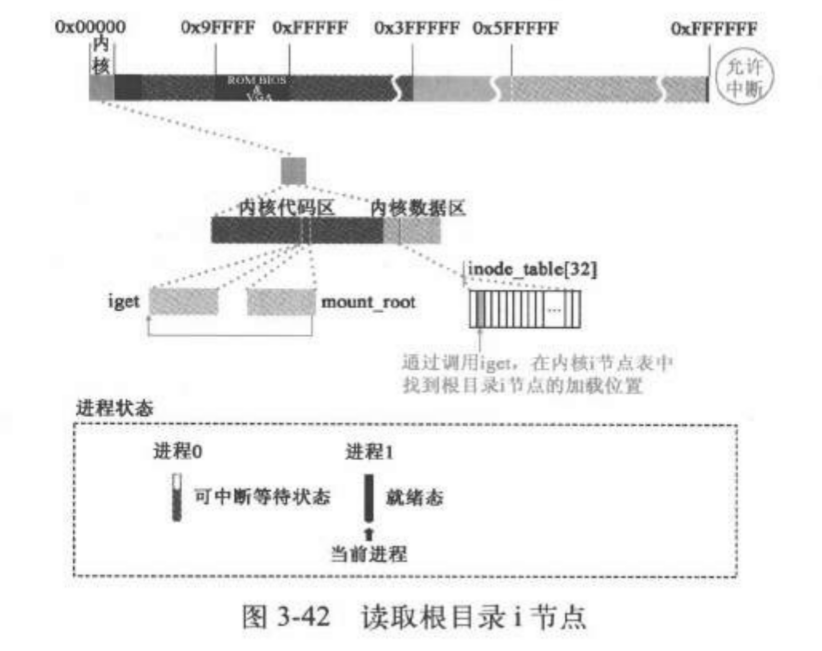 0x00000 0x9FFFF 0xFFFFF 0x3FFFFF 0x5FFFFF 0xFFFFFF
内
核
ROM BIOS
&
VGA
允许
中断
内核代码区 内核数据区
inode_table[32]
iget mount_root
...
通过调用iget，在内核i节点表中
找到根目录i节点的加载位置
进程状态
进程0 进程1
可中断等待状态 就绪态
当前进程
图 3-42 读取根目录 i 节点